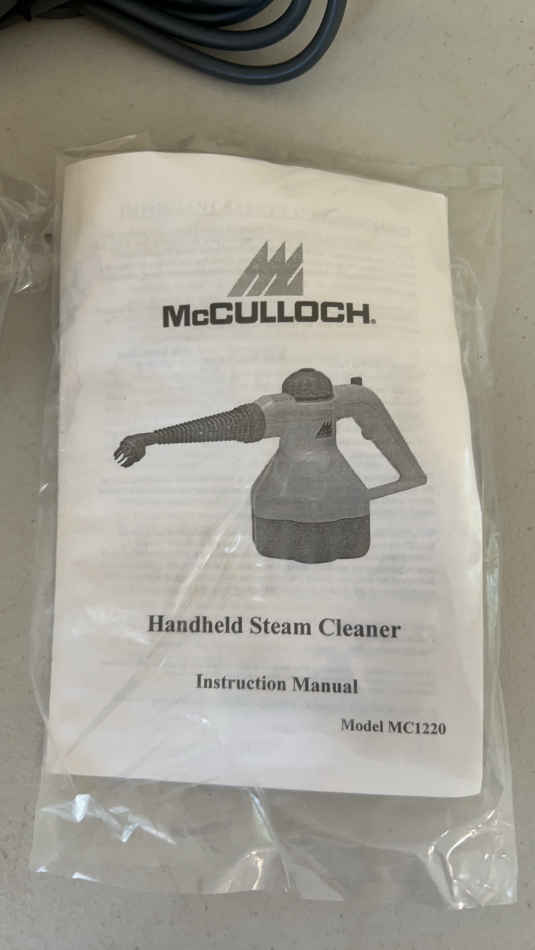 McCULLOCH®
Handheld Steam Cleaner
Instruction Manual
Model MC1220